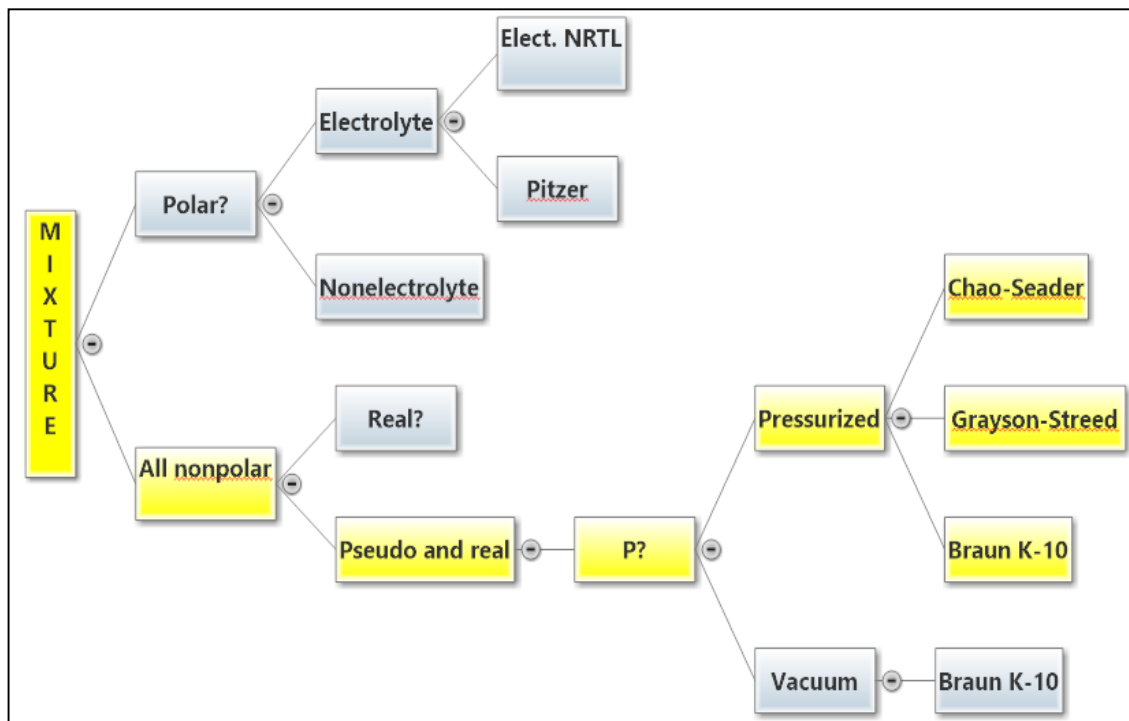 Elect. NRTL
Electrolyte
Pitzer
Polar?
Nonelectrolyte
M
I
X
T
U
R
E
Chao-Seader
Real?
Pressurized
Grayson-Streed
All nonpolar
Pseudo and real
P?
Braun K-10
Vacuum
Braun K-10